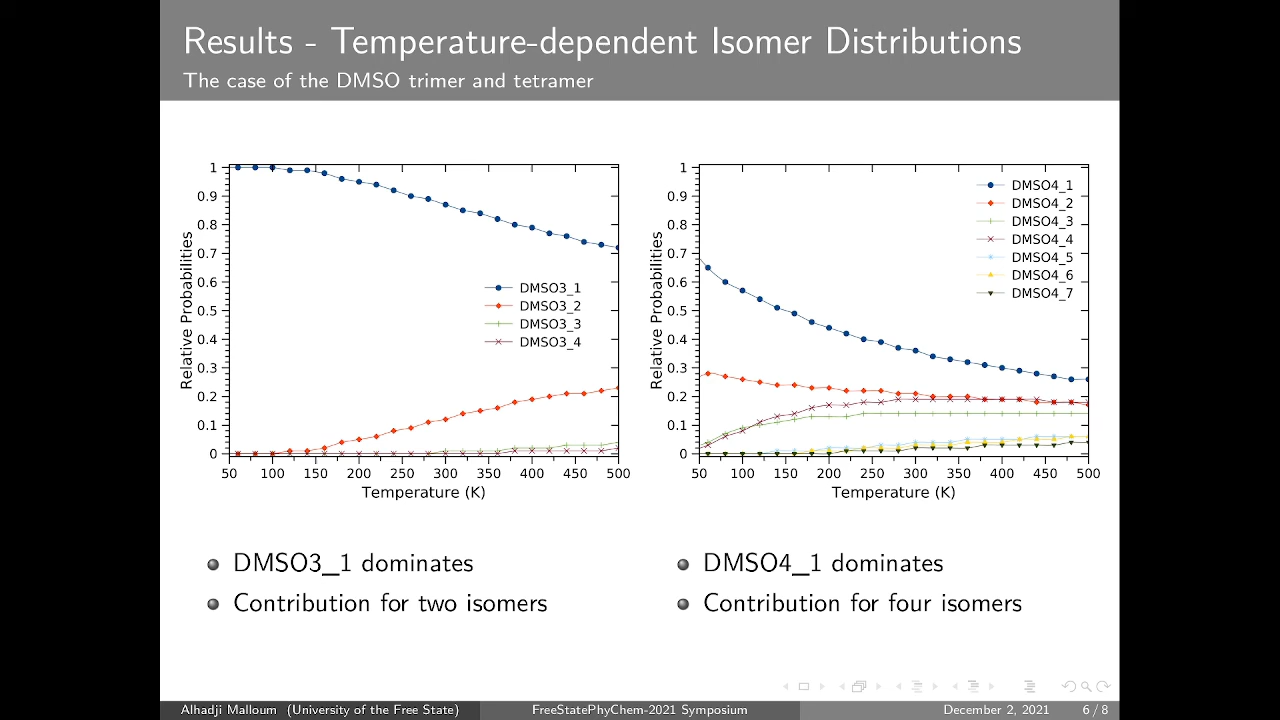 Results - Temperature-dependent Isomer Distributions
The case of the DMSO trimer and tetramer
Relative Probabilities
1
0.9
0.8
0.7
0.6
0.5
0.4
0.3
0.2
0.1
0
DMSO3_1
DMSO3_2
DMSO3_3
DMSO3_4
50 100 150 200 250 300 350 400 450 500
Temperature (K)
Relative Probabilities
1
0.9
0.8
0.7
0.6
0.5
0.4
0.3
0.2
0.1
0
DMSO4_1
DMSO4_2
DMSO4_3
DMSO4_4
DMSO4_5
DMSO4_6
DMSO4_7
50 100 150 200 250 300 350 400 450 500
Temperature (K)
DMSO3_1 dominates
Contribution for two isomers
DMSO4_1 dominates
Contribution for four isomers
Alhadji Malloum (University of the Free State) FreeStatePhyChem-2021 Symposium December 2, 2021 6 / 8